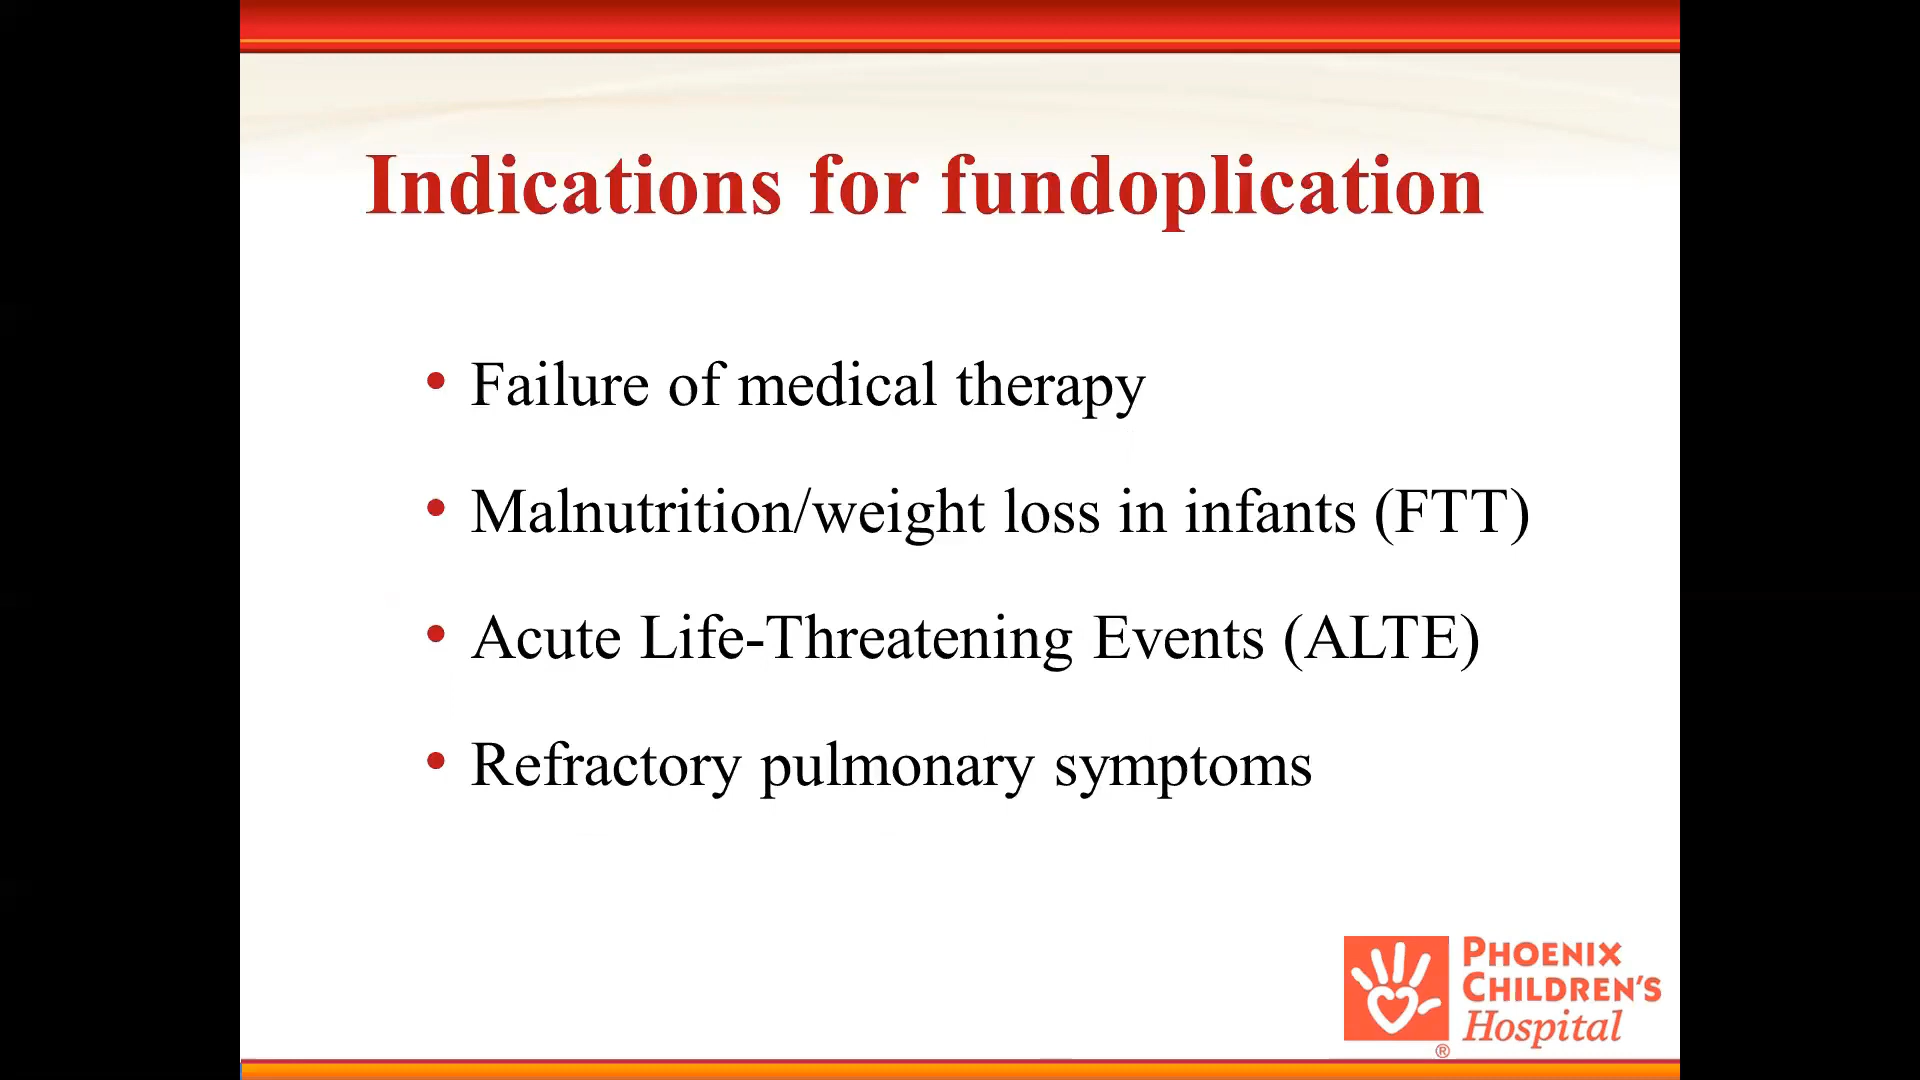 Indications for fundoplication
• Failure of medical therapy
• Malnutrition/weight loss in infants (FTT)
• Acute Life-Threatening Events (ALTE)
• Refractory pulmonary symptoms
PHOENIX
CHILDREN'S
Hospital
®